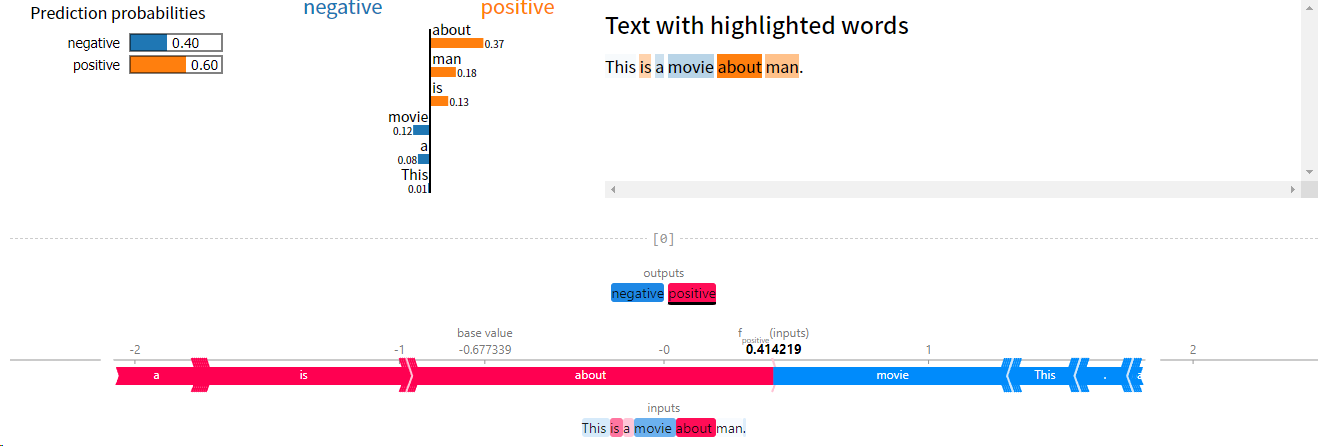 Prediction probabilities
negative 0.40
positive 0.60
negative positive
about
0.37
man
0.18
is
0.13
movie
0.12
a
0.08
This
0.01
Text with highlighted words
This is a movie about man.
[0]
outputs
negative positive
base value fpositive(inputs)
-2 -1 -0.677339 -0 0.414219 1 2
a is about movie This .
inputs
This is a movie about man.